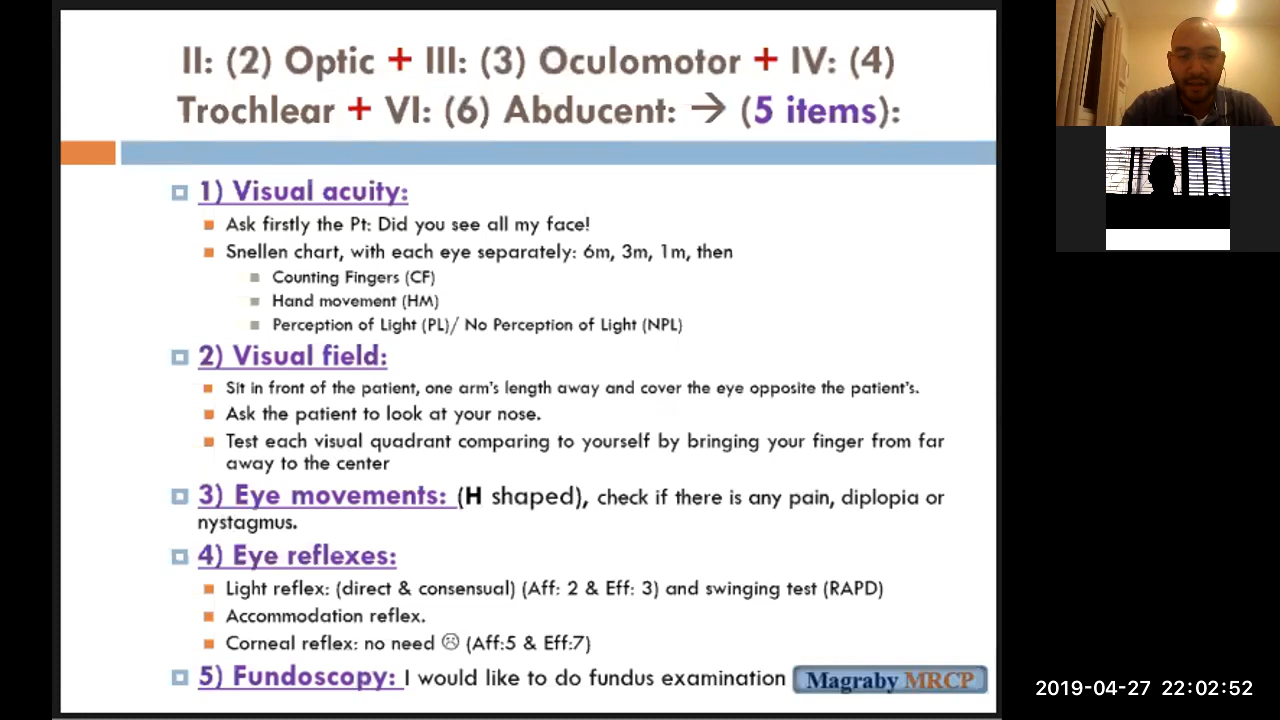 II: (2) Optic + III: (3) Oculomotor + IV: (4)
Trochlear + VI: (6) Abducent: → (5 items):
1) Visual acuity:
Ask firstly the Pt: Did you see all my face!
Snellen chart, with each eye separately: 6m, 3m, 1m, then
Counting Fingers (CF)
Hand movement (HM)
Perception of Light (PL)/ No Perception of Light (NPL)
2) Visual field:
Sit in front of the patient, one arm's length away and cover the eye opposite the patient's.
Ask the patient to look at your nose.
Test each visual quadrant comparing to yourself by bringing your finger from far
away to the center
3) Eye movements: (H shaped), check if there is any pain, diplopia or
nystagmus.
4) Eye reflexes:
Light reflex: (direct & consensual) (Aff: 2 & Eff: 3) and swinging test (RAPD)
Accommodation reflex.
Corneal reflex: no need ☹ (Aff:5 & Eff:7)
5) Fundoscopy: I would like to do fundus examination
Magraby MRCP
2019-04-27 22:02:52